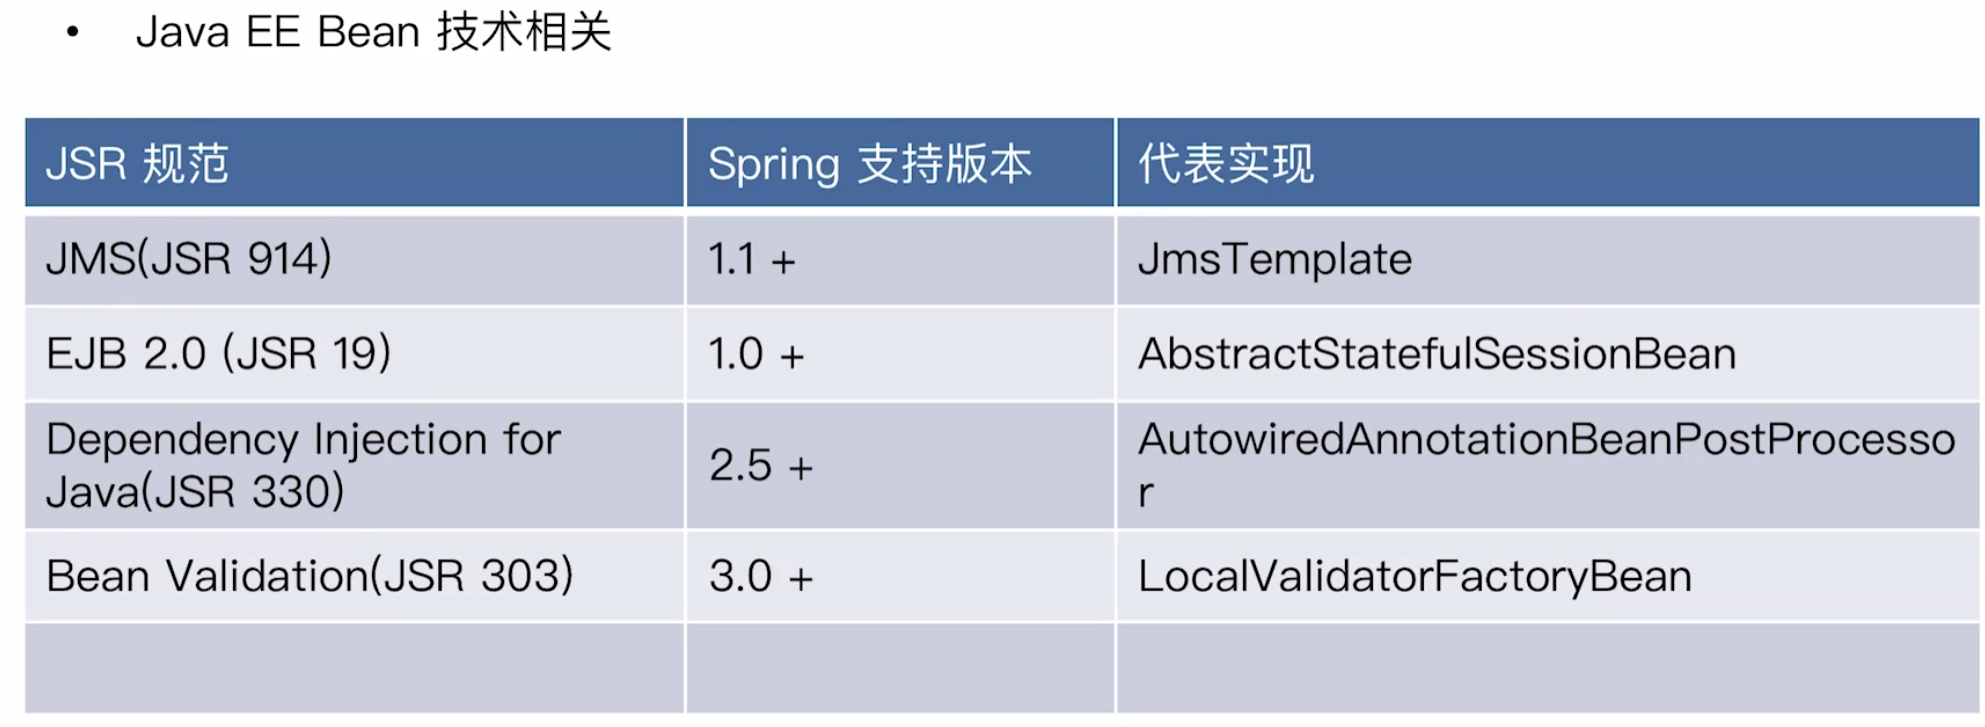 • Java EE Bean 技术相关
JSR 规范 Spring 支持版本 代表实现
JMS(JSR 914) 1.1 + JmsTemplate
EJB 2.0 (JSR 19) 1.0 + AbstractStatefulSessionBean
Dependency Injection for
Java(JSR 330)
2.5 +
AutowiredAnnotationBeanPostProcesso
r
Bean Validation(JSR 303) 3.0 + LocalValidatorFactoryBean